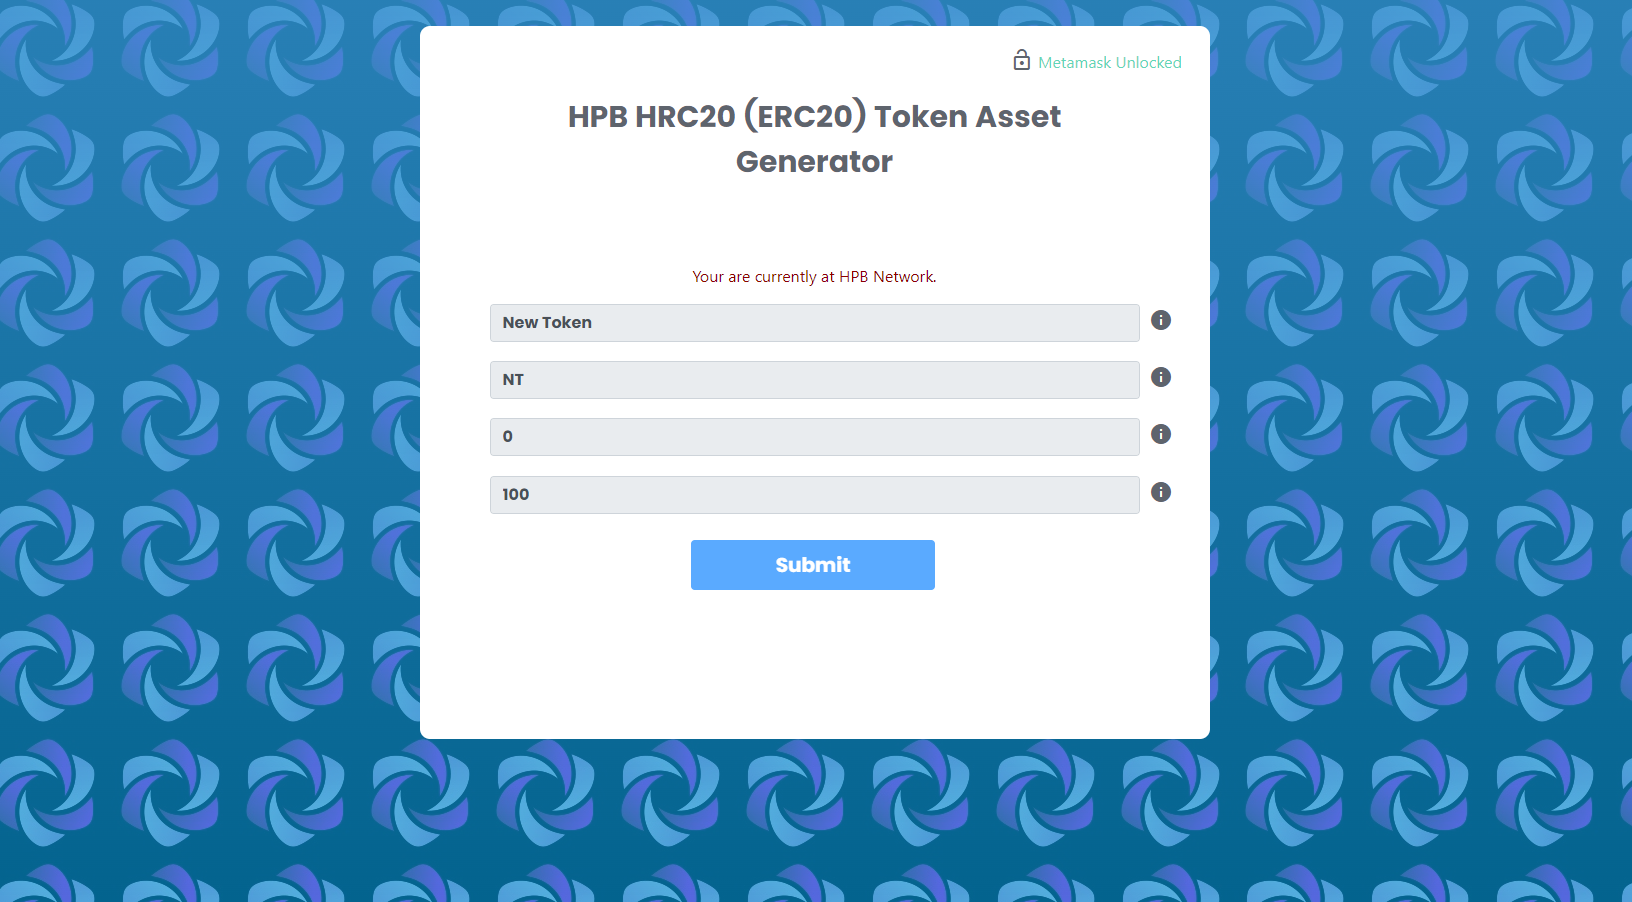 Metamask Unlocked
HPB HRC20 (ERC20) Token Asset
Generator
Your are currently at HPB Network.
New Token
NT
0
100
Submit